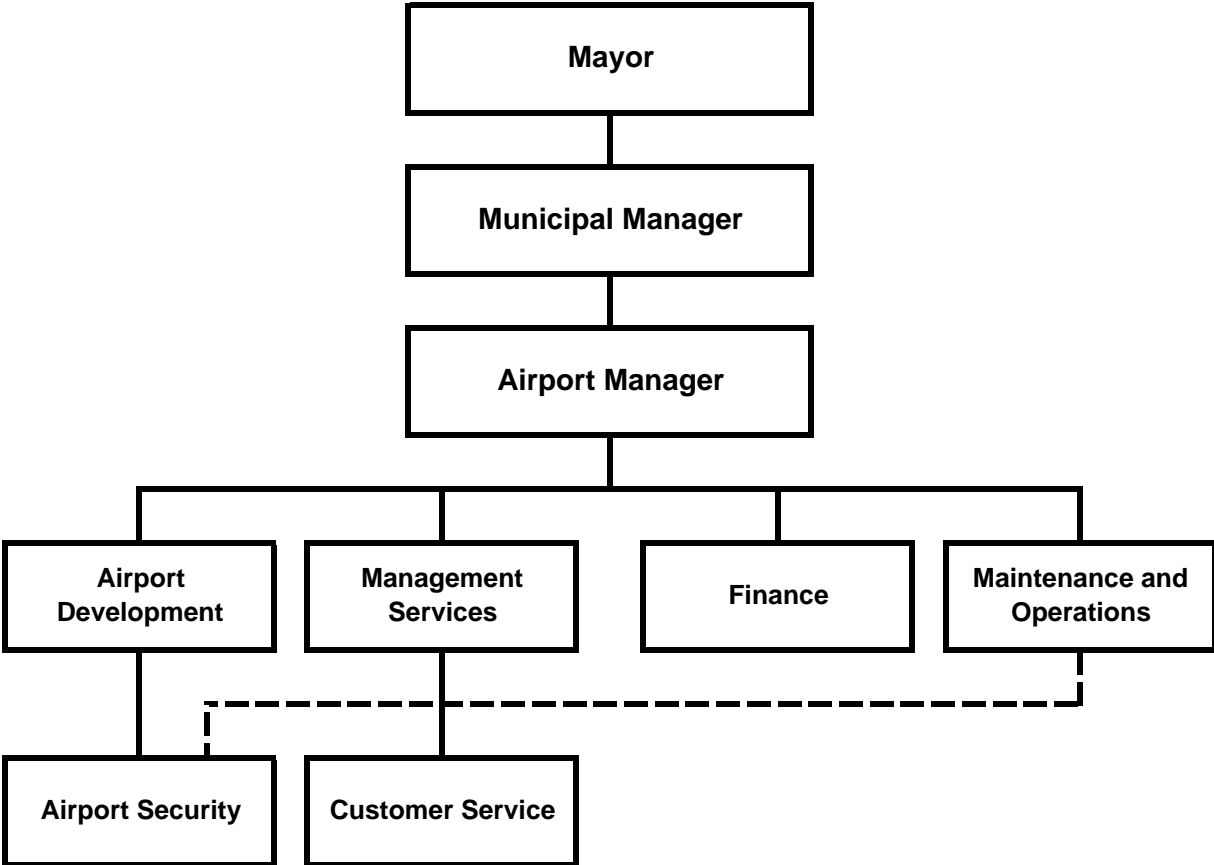 Mayor
Municipal Manager
Airport Manager
Airport
Development
Management
Services
Finance
Maintenance and
Operations
Airport Security
Customer Service